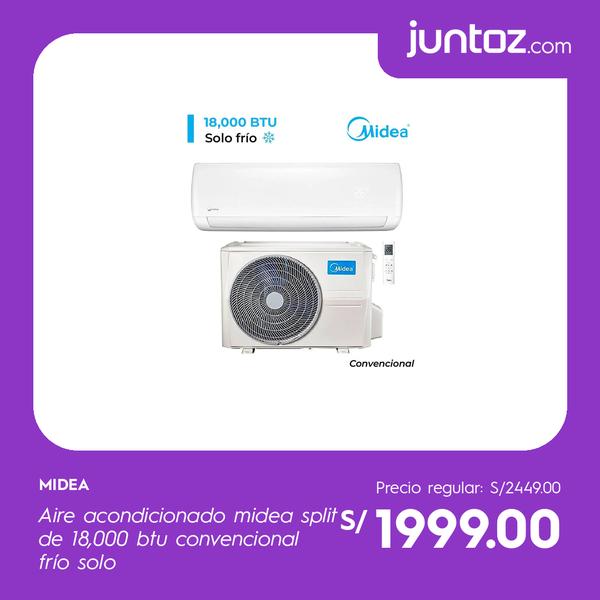 juntoz.com
18,000 BTU
Solo frío
Midea
Midea
Convencional
MIDEA
Aire acondicionado midea split
de 18,000 btu convencional
frío solo
Precio regular: S/2449.00
S/ 1999.00